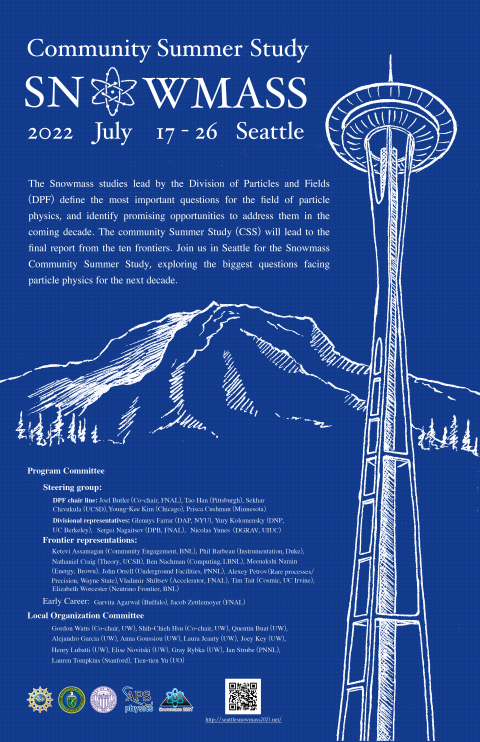 Community Summer Study
SN WMASS
2022 July 17 - 26 Seattle
The Snowmass studies lead by the Division of Particles and Fields
(DPF) define the most important questions for the field of particle
physics, and identify promising opportunities to address them in the
coming decade. The community Summer Study (CSS) will lead to the
final report from the ten frontiers. Join us in Seattle for the Snowmass
Community Summer Study, exploring the biggest questions facing
particle physics for the next decade.
Program Committee
Steering group:
DPF chair line: Joel Butler (Co-chair, FNAL), Tao Han (Pittsburgh), Sekhar
Chivukula (UCSD), Young-Kee Kim (Chicago), Prisca Cushman (Minnesota)
Divisional representatives: Glennys Farrar (DAP, NYU), Yury Kolomensky (DNP,
UC Berkeley), Sergei Nagaitsev (DPB, FNAL), Nicolas Yunes (DGRAV, UIUC)
Frontier representations:
Ketevi Assamagan (Community Engagement, BNL), Phil Barbeau (Instrumentation, Duke),
Nathaniel Craig (Theory, UCSB), Ben Nachman (Computing, LBNL), Meenakshi Narain
(Energy, Brown), John Orrell (Underground Facilities, PNNL), Alexey Petrov (Rare processes/
Precision, Wayne State), Vladimir Shiltsev (Accelerator, FNAL), Tim Tait (Cosmic, UC Irvine),
Elizabeth Worcester (Neutrino Frontier, BNL)
Early Career: Garvita Agarwal (Buffalo), Jacob Zettlemoyer (FNAL)
Local Organization Committee
Gordon Watts (Co-chair, UW), Shih-Chieh Hsu (Co-chair, UW), Quentin Buat (UW),
Alejandro Garcia (UW), Anna Goussiou (UW), Laura Jeanty (UW), Joey Key (UW),
Henry Lubatti (UW), Elise Novitski (UW), Gray Rybka (UW), Jan Strube (PNNL),
Lauren Tompkins (Stanford), Tien-tien Yu (UO)
APS
physics
Snowmass 2021
http://seattlesnowmass2021.net/